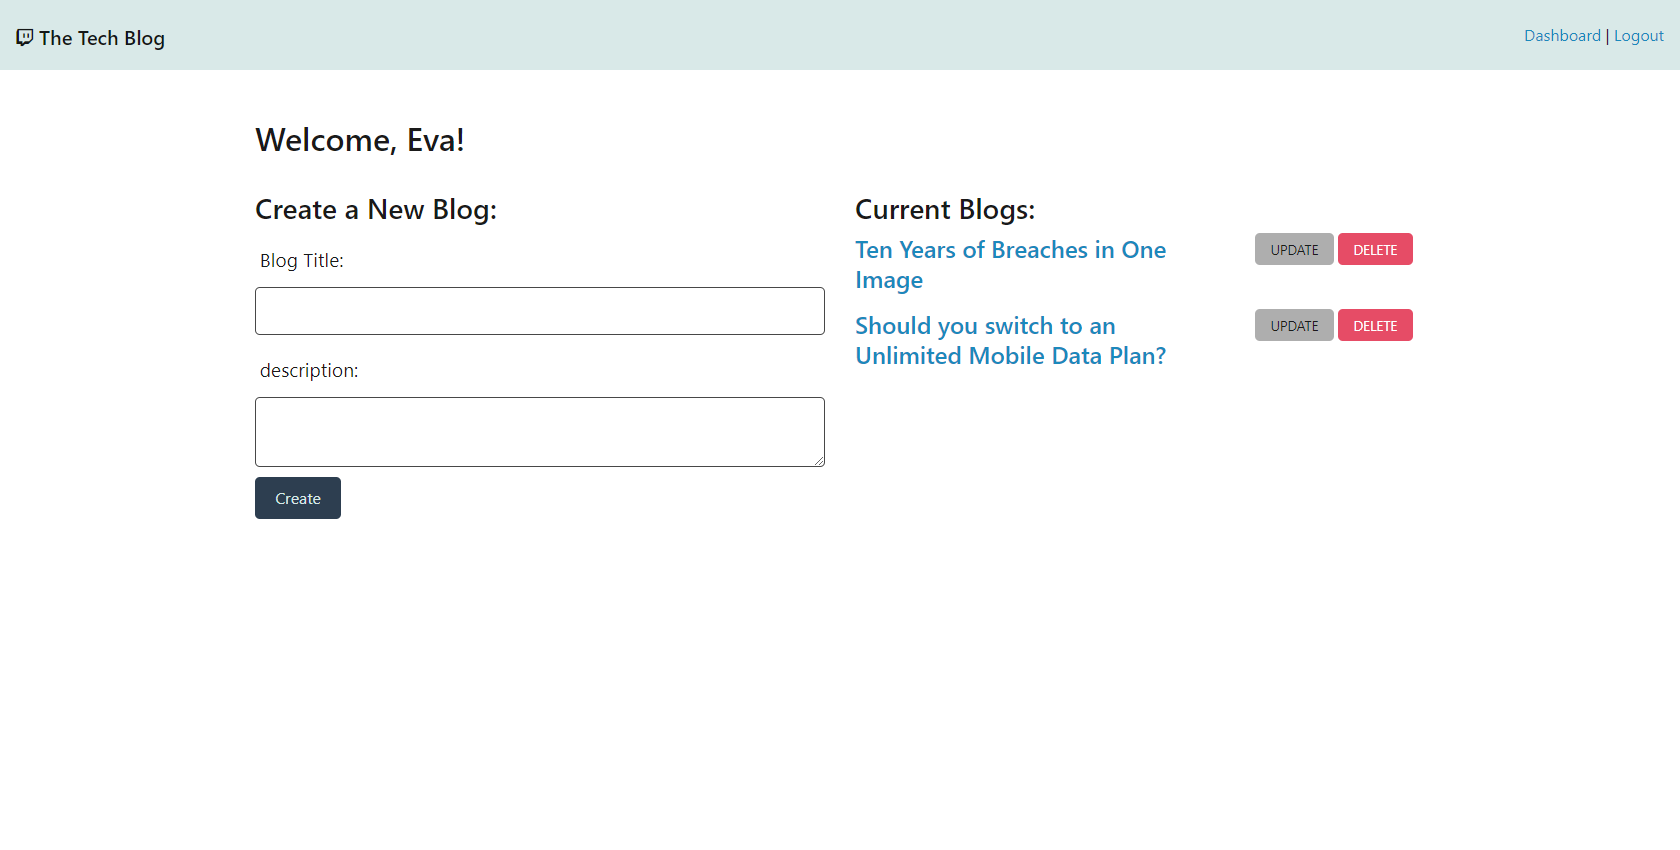 The Tech Blog
Dashboard | Logout
Welcome, Eva!
Create a New Blog:
Blog Title:
description:
Create
Current Blogs:
Ten Years of Breaches in One
Image
UPDATE DELETE
Should you switch to an
Unlimited Mobile Data Plan?
UPDATE DELETE